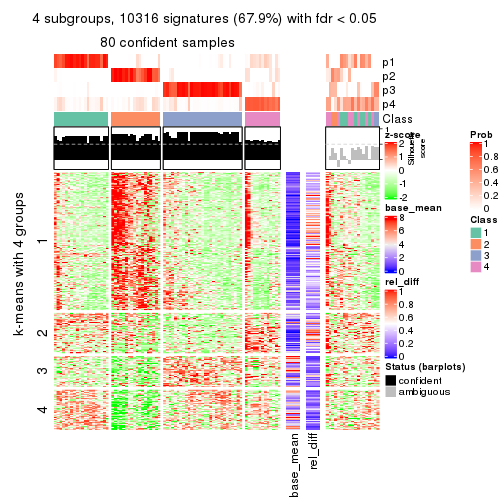 4 subgroups, 10316 signatures (67.9%) with fdr < 0.05
80 confident samples
p1
p2
p3
p4
Class
1
Silhouette
score
k-means with 4 groups
1
2
3
4
base_mean
rel_diff
z-score
2
1
0
-1
-2
base_mean
8
6
4
2
0
rel_diff
1
0.8
0.6
0.4
0.2
0
Status (barplots)
confident
ambiguous
Prob
1
0.8
0.6
0.4
0.2
0
Class
1
2
3
4